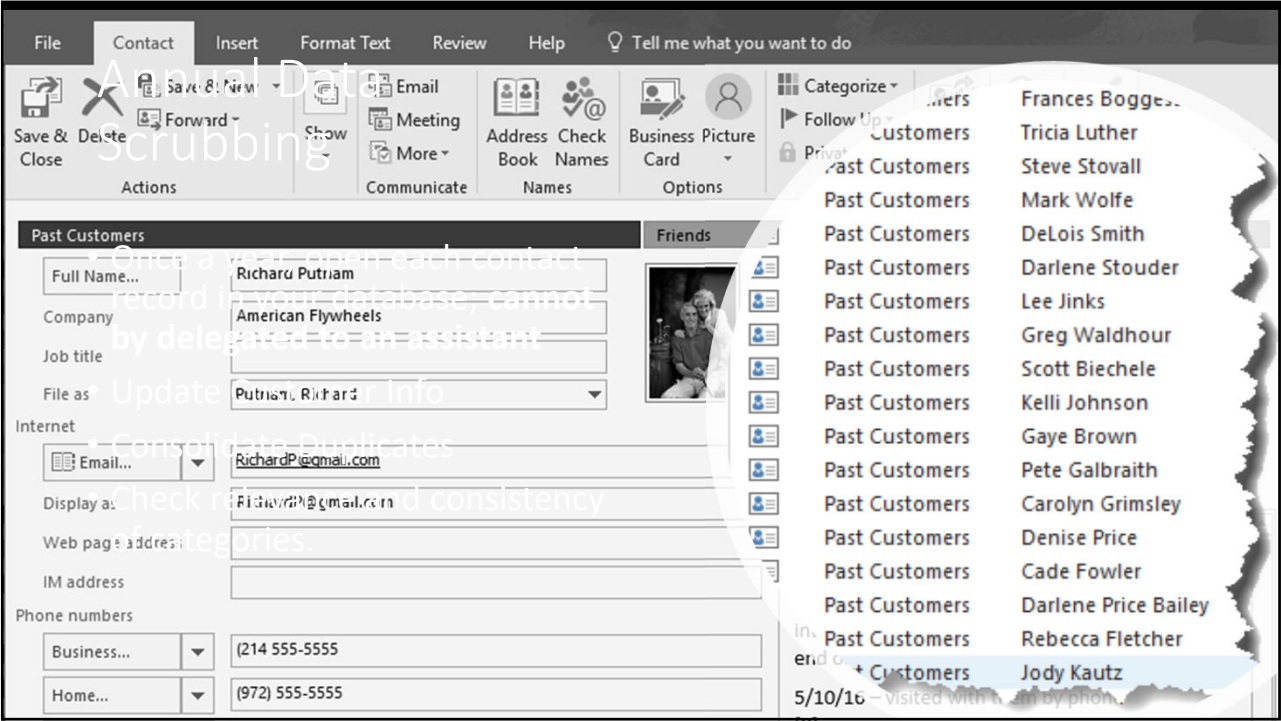 File Contact Insert Format Text Review Help Tell me what you want to do
Annual Data
Scrubbing
Save & Close
Delete
Save & New
Forward
Actions
Show
Email
Meeting
More
Communicate
Address Book
Check Names
Names
Business Card
Picture
Options
Categorize
Follow Up
Past Customers Friends
• Once a year, open each contact
record in your database; cannot
by delegated to an assistant
• Update Customer Info
• Consolidate Duplicates
• Check relevance and consistency
of categories.
Full Name... Richard Putnam
Company American Flywheels
Job title
File as Putnam, Richard
Internet
Email... RichardP@gmail.com
Display as RichardP@gmail.com
Web page address
IM address
Phone numbers
Business... (214 555-5555
Home... (972) 555-5555
Frances
Customers Tricia Luther
Past Customers Steve Stovall
Past Customers Mark Wolfe
Past Customers DeLois Smith
Past Customers Darlene Stouder
Past Customers Lee Jinks
Past Customers Greg Waldhour
Past Customers Scott Biechele
Past Customers Kelli Johnson
Past Customers Gaye Brown
Past Customers Pete Galbraith
Past Customers Carolyn Grimsley
Past Customers Denise Price
Past Customers Cade Fowler
Past Customers Darlene Price Bailey
Past Customers Rebecca Fletcher
Customers Jody Kautz
end
5/10/16 – visited with them by phone